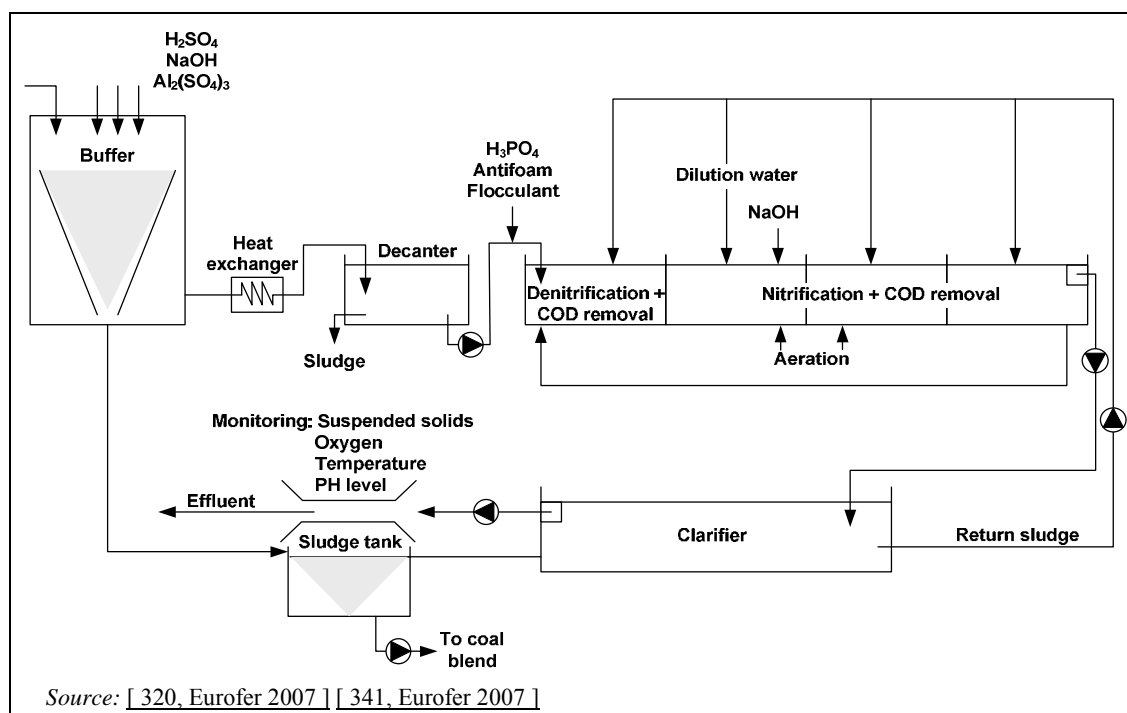 H₂SO₄
NaOH
Al₂(SO₄)₃
Buffer
Heat
exchanger
Decanter
Sludge
H₃PO₄
Antifoam
Flocculant
Dilution water
NaOH
Denitrification +
COD removal
Nitrification + COD removal
Aeration
Monitoring: Suspended solids
Oxygen
Temperature
PH level
Effluent
Sludge tank
Clarifier
Return sludge
To coal
blend
Source: [ 320, Eurofer 2007 ] [ 341, Eurofer 2007 ]